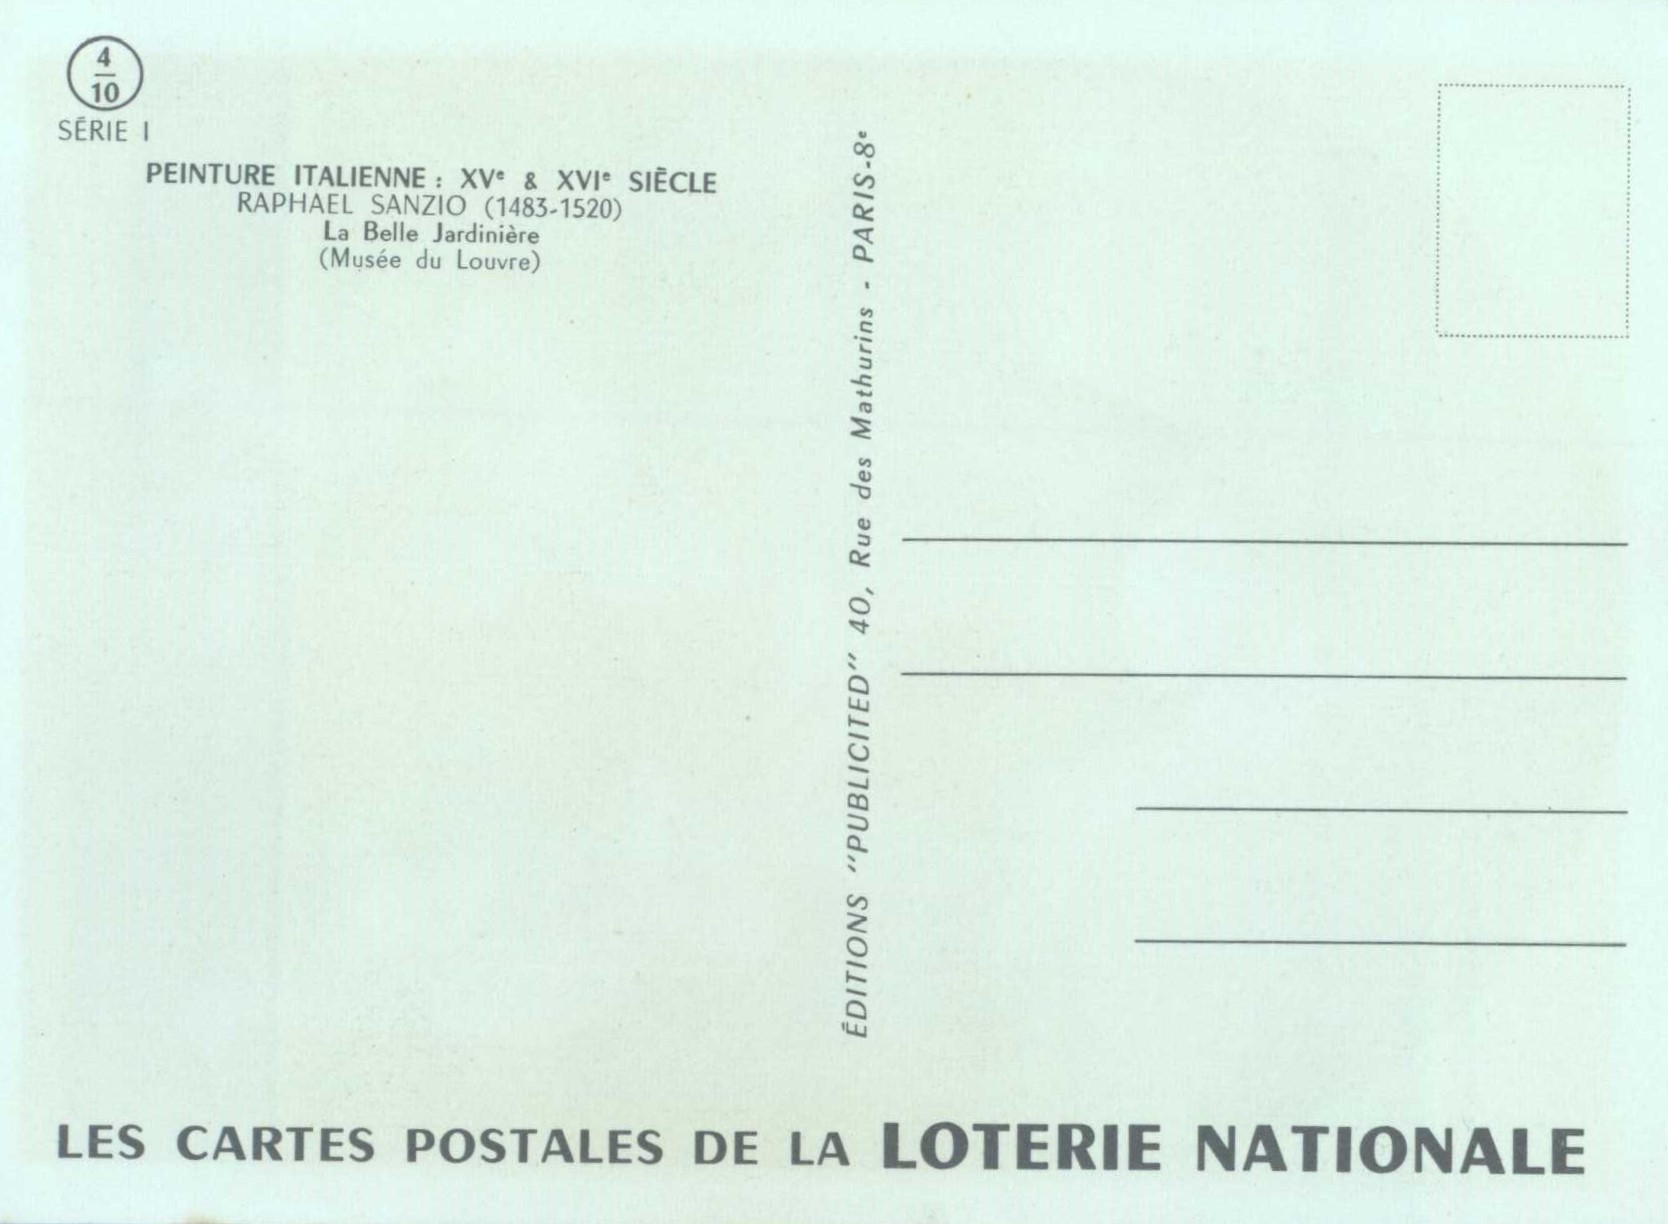 4
10
SÉRIE I
PEINTURE ITALIENNE : XVe & XVIe SIÈCLE
RAPHAEL SANZIO (1483-1520)
La Belle Jardinière
(Musée du Louvre)
ÉDITIONS "PUBLICITED" 40, Rue des Mathurins - PARIS-8e
LES CARTES POSTALES DE LA LOTERIE NATIONALE